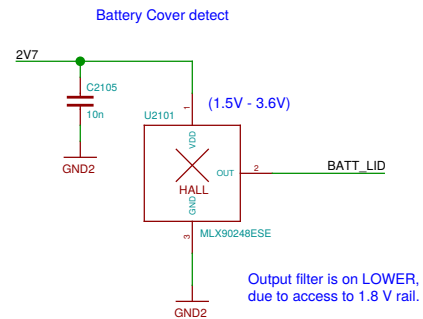 Battery Cover detect
2V7
C2105
10n
GND2
U2101
(1.5V - 3.6V)
1
VDD
OUT
2
BATT_LID
HALL
GND
3
MLX90248ESE
GND2
Output filter is on LOWER,
due to access to 1.8 V rail.